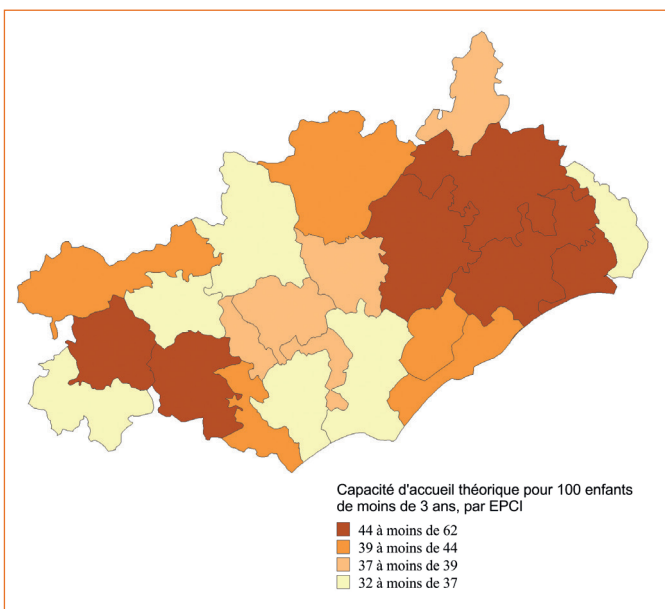 Capacité d'accueil théorique pour 100 enfants
de moins de 3 ans, par EPCI
44 à moins de 62
39 à moins de 44
37 à moins de 39
32 à moins de 37